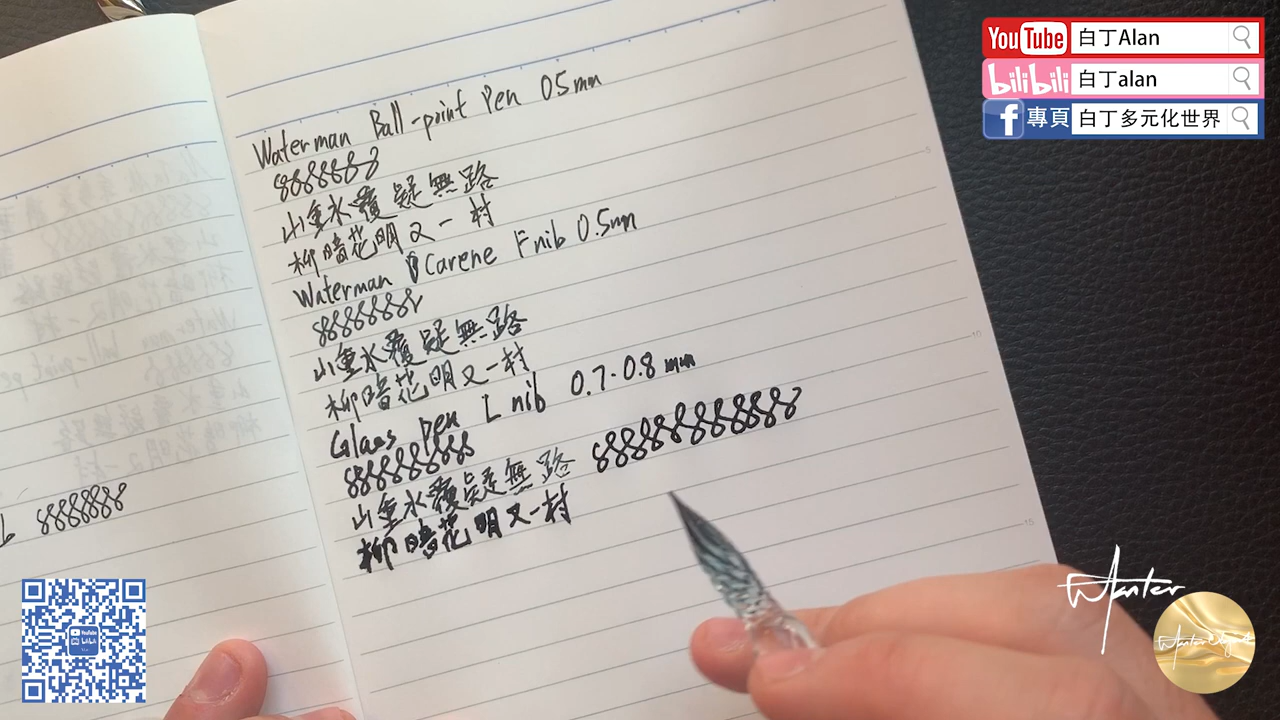 Waterman Ball-point Pen 0.5mm
8888888
山重水覆疑無路
柳暗花明又一村
Waterman Carene F nib 0.5mm
88888888
山重水覆疑無路
柳暗花明又一村
Glaas pen L nib 0.7-0.8 mm
8888888888
山重水覆疑無路 88888888888
柳暗花明又一村
8888888
YouTube 白丁Alan
bilibili 白丁alan
f 專頁 白丁多元化世界